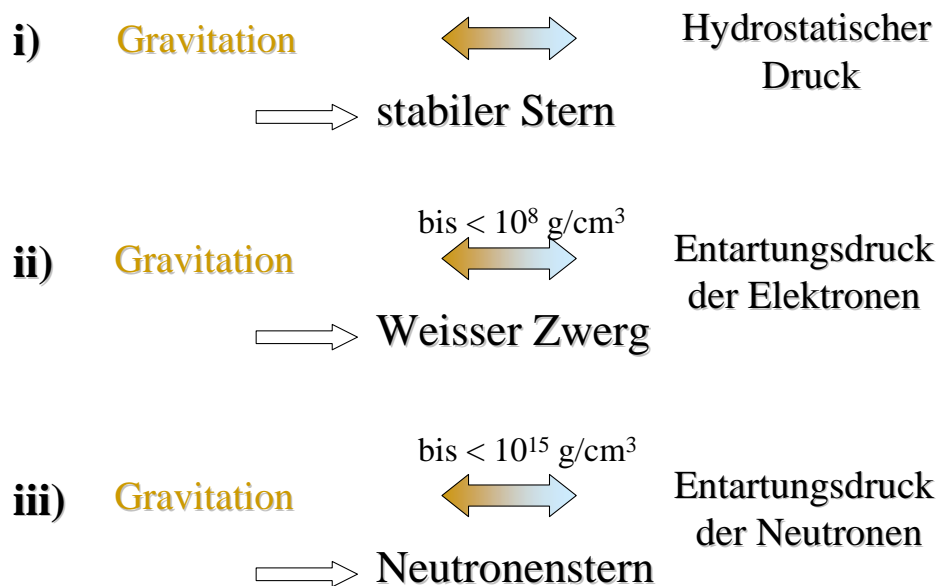 i) Gravitation Hydrostatischer
Druck
stabiler Stern
bis < 10⁸ g/cm³
ii) Gravitation Entartungsdruck
der Elektronen
Weisser Zwerg
bis < 10¹⁵ g/cm³
iii) Gravitation Entartungsdruck
der Neutronen
Neutronenstern